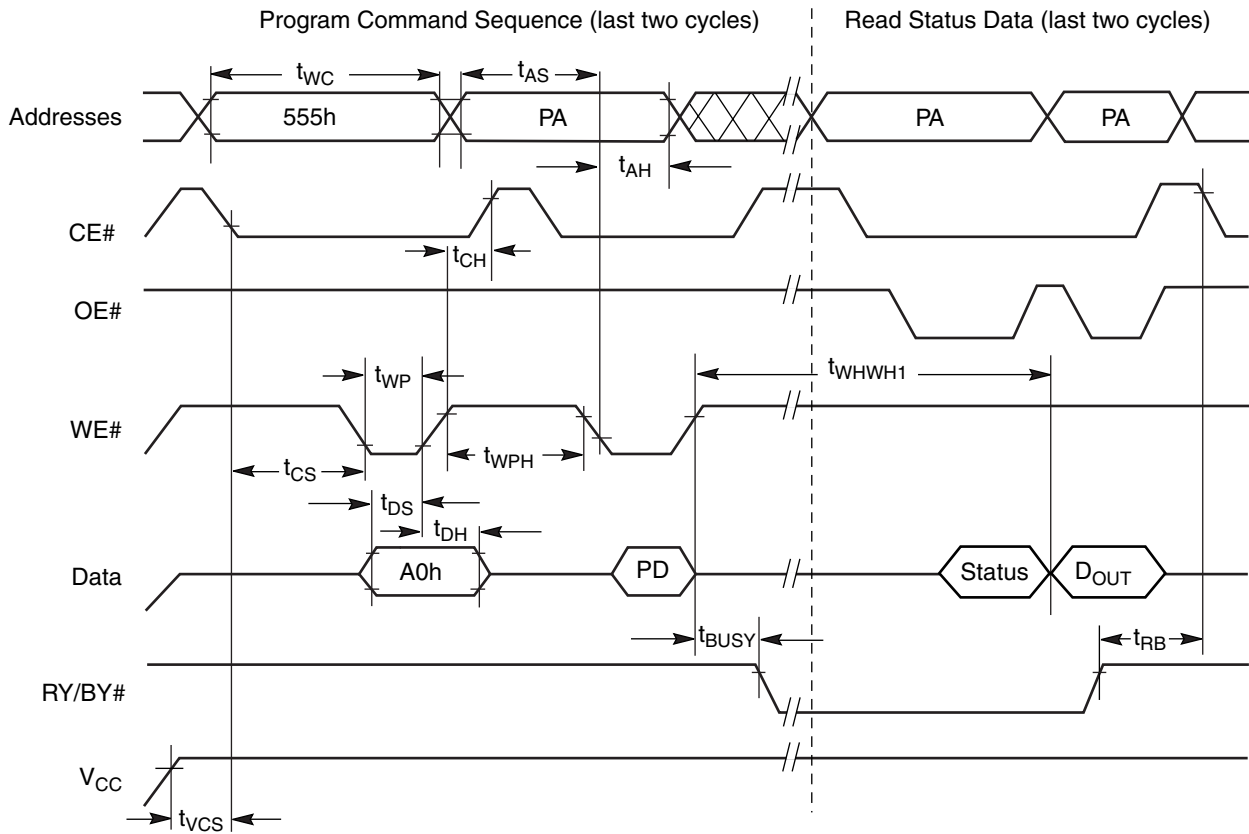 Program Command Sequence (last two cycles)
Read Status Data (last two cycles)
tWC
tAS
Addresses
555h
PA
PA
PA
tAH
CE#
tCH
OE#
tWP
tWHWH1
WE#
tCS
tWPH
tDS
tDH
Data
A0h
PD
Status
DOUT
tBUSY
tRB
RY/BY#
VCC
tVCS